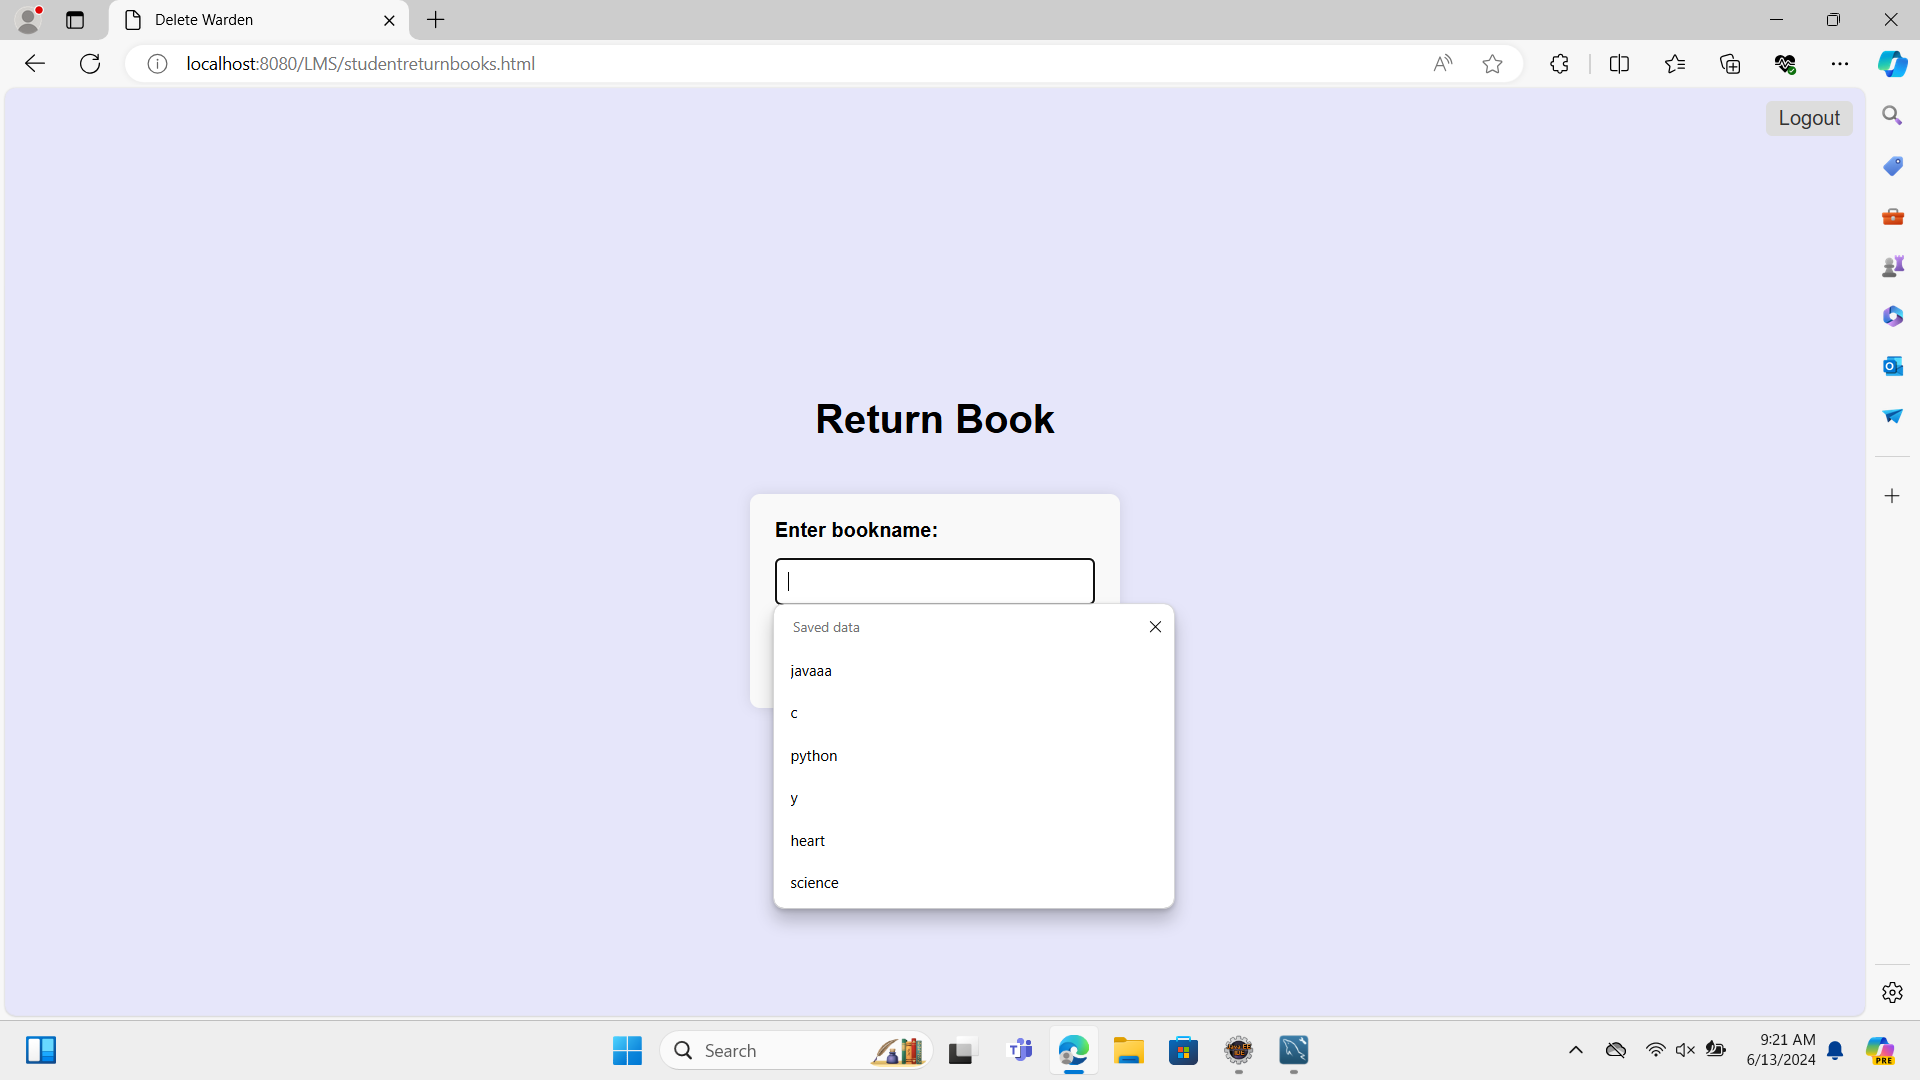 Delete Warden
localhost:8080/LMS/studentreturnbooks.html
Logout
Return Book
Enter bookname:
Saved data
javaaa
c
python
y
heart
science
Search
9:21 AM
6/13/2024
PRE